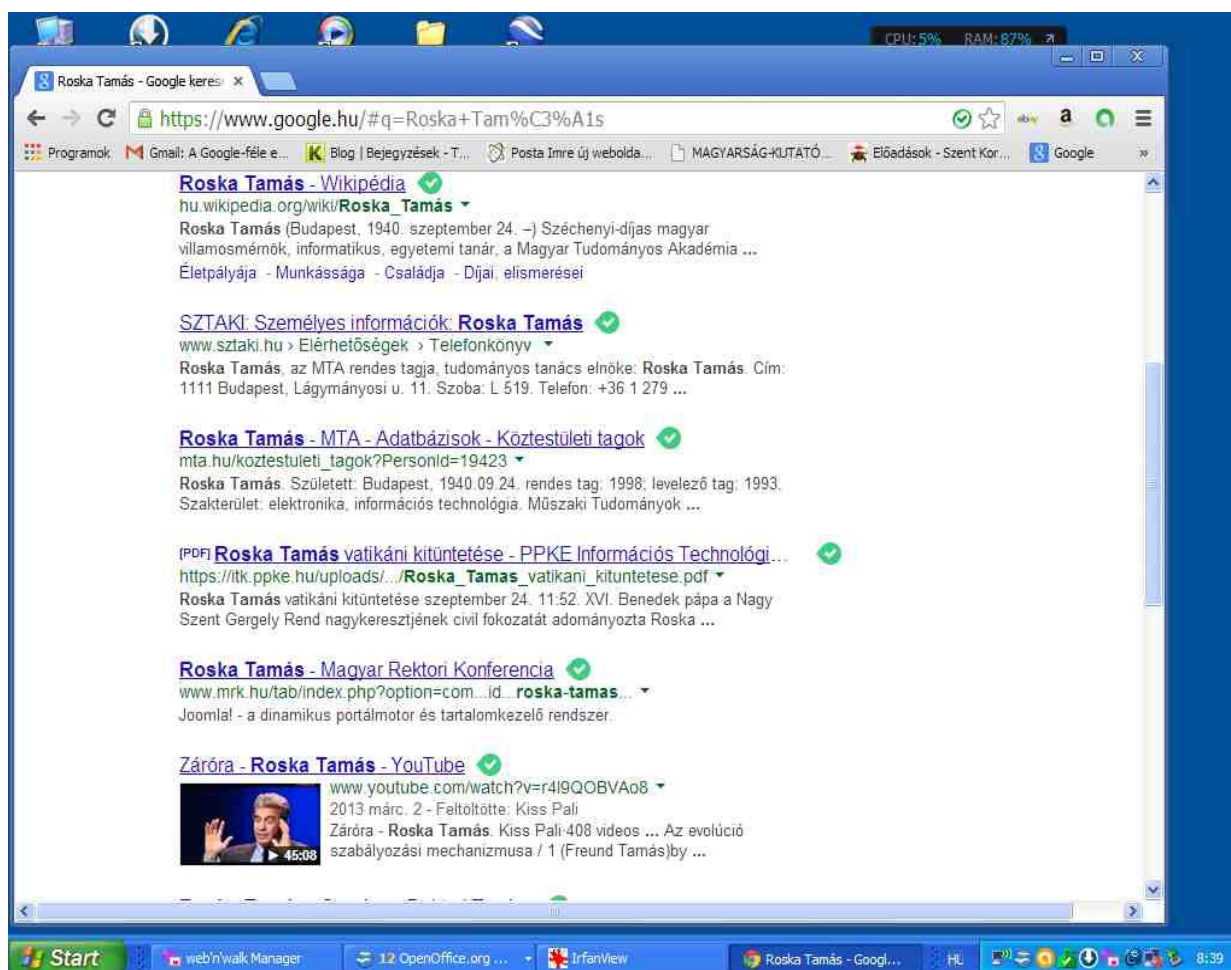 CPU: 5% RAM: 87%
Roska Tamás - Google keres
https://www.google.hu/#q=Roska+Tam%C3%A1s
Programok Gmail: A Google-féle e... Blog | Bejegyzések - T... Posta Imre új webolda... MAGYARSÁG-KUTATÓ... Előadások - Szent Kor... Google »
Roska Tamás - Wikipédia
hu.wikipedia.org/wiki/Roska_Tamás
Roska Tamás (Budapest, 1940. szeptember 24. –) Széchenyi-díjas magyar
villamosmérnök, informatikus, egyetemi tanár, a Magyar Tudományos Akadémia ...
Életpályája - Munkássága - Családja - Díjai, elismerései
SZTAKI: Személyes információk: Roska Tamás
www.sztaki.hu › Elérhetőségek › Telefonkönyv
Roska Tamás, az MTA rendes tagja, tudományos tanács elnöke: Roska Tamás. Cím:
1111 Budapest, Lágymányosi u. 11. Szoba: L 519. Telefon: +36 1 279 ...
Roska Tamás - MTA - Adatbázisok - Köztestületi tagok
mta.hu/koztestuleti_tagok?PersonId=19423
Roska Tamás. Született: Budapest, 1940.09.24. rendes tag: 1998; levelező tag: 1993.
Szakterület: elektronika, információs technológia. Műszaki Tudományok ...
[PDF] Roska Tamás vatikáni kitüntetése - PPKE Információs Technológi...
https://itk.ppke.hu/uploads/.../Roska_Tamas_vatikani_kituntetese.pdf
Roska Tamás vatikáni kitüntetése szeptember 24. 11:52. XVI. Benedek pápa a Nagy
Szent Gergely Rend nagykeresztjének civil fokozatát adományozta Roska ...
Roska Tamás - Magyar Rektori Konferencia
www.mrk.hu/tab/index.php?option=com...id...roska-tamas...
Joomla! - a dinamikus portálmotor és tartalomkezelő rendszer.
Záróra - Roska Tamás - YouTube
www.youtube.com/watch?v=r4l9QOBVAo8
2013 márc. 2 - Feltöltötte: Kiss Pali
Záróra - Roska Tamás. Kiss Pali·408 videos ... Az evolúció
szabályozási mechanizmusa / 1 (Freund Tamás)by ...
45:08
Start web'n'walk Manager 12 OpenOffice.org ... IrfanView Roska Tamás - Googl... HU 8:39